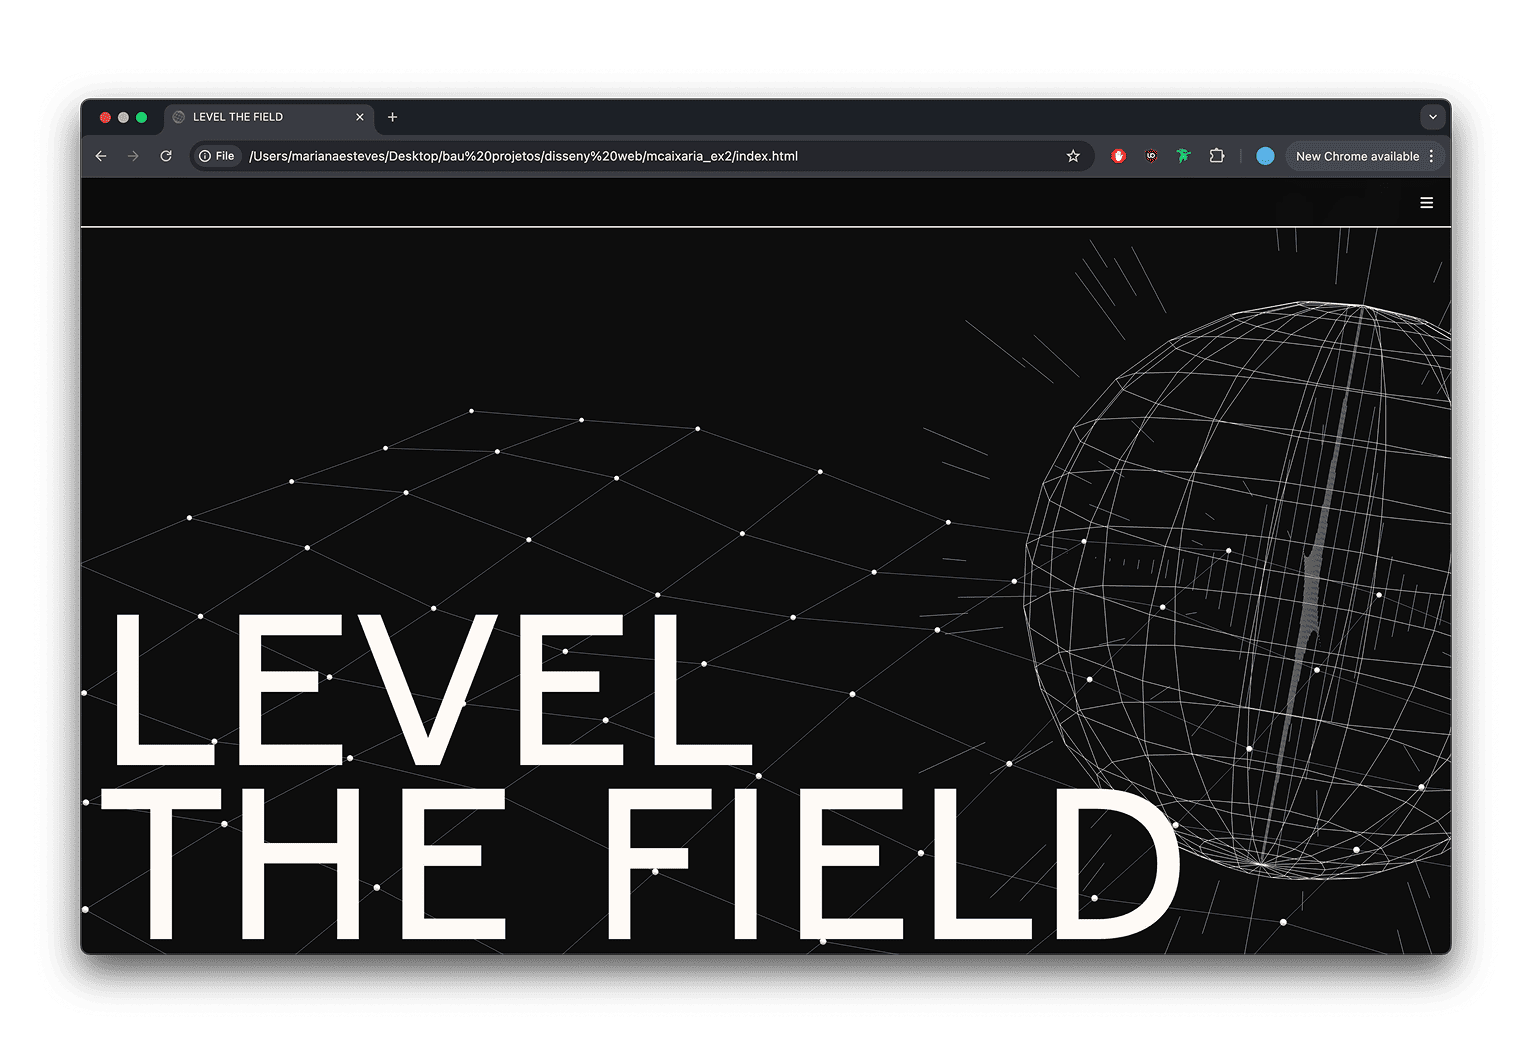 LEVEL THE FIELD
File /Users/marianaesteves/Desktop/bau%20projetos/disseny%20web/mcaixaria_ex2/index.html New Chrome available
LEVEL
THE FIELD